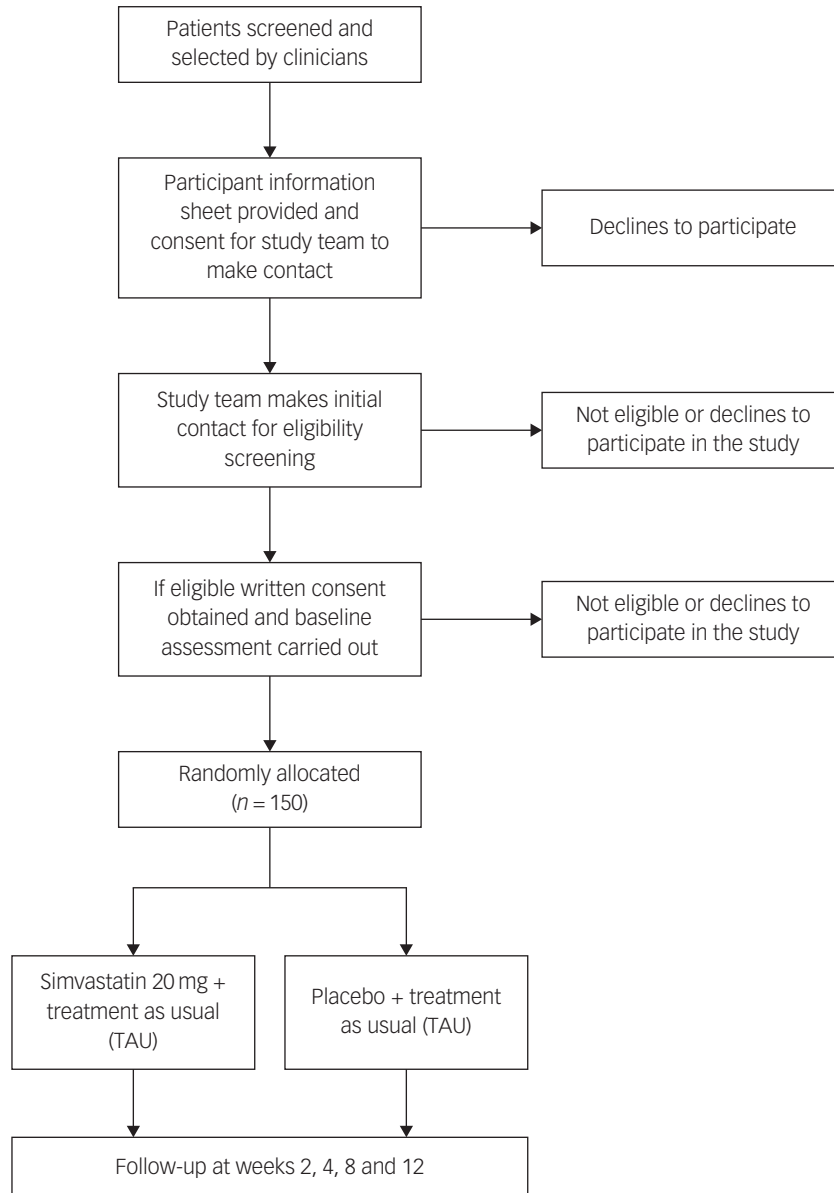 Patients screened and
selected by clinicians
Participant information
sheet provided and
consent for study team to
make contact
Declines to participate
Study team makes initial
contact for eligibility
screening
Not eligible or declines to
participate in the study
If eligible written consent
obtained and baseline
assessment carried out
Not eligible or declines to
participate in the study
Randomly allocated
(n = 150)
Simvastatin 20 mg +
treatment as usual
(TAU)
Placebo + treatment
as usual (TAU)
Follow-up at weeks 2, 4, 8 and 12